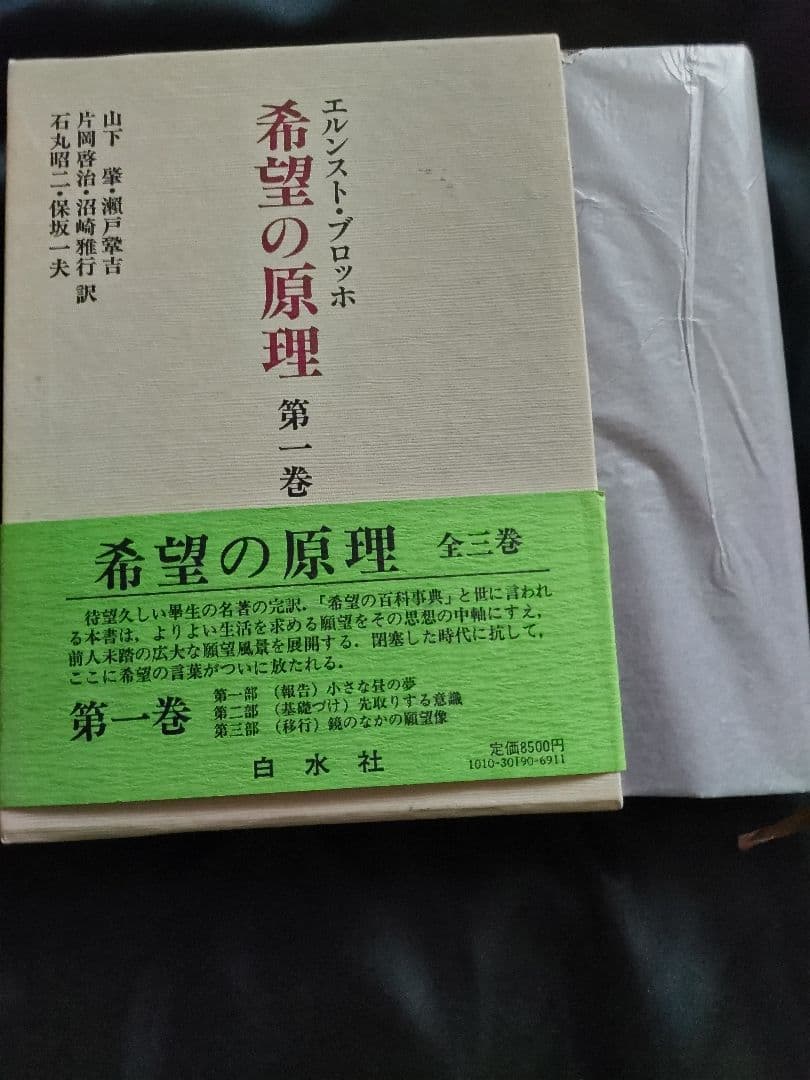 エルンスト・ブロッホ
希望の原理 第一巻
山下 肇・瀬戸鞏吉
片岡啓治・沼崎雅行 訳
石丸昭二・保坂一夫
希望の原理 全三巻
待望久しい畢生の名著の完訳.「希望の百科事典」と世に言われ
る本書は，よりよい生活を求める願望をその思想の中軸にすえ，
前人未踏の広大な願望風景を展開する．閉塞した時代に抗して，
ここに希望の言葉がついに放たれる．
第一巻
第一部 （報告）小さな昼の夢
第二部 （基礎づけ）先取りする意識
第三部 （移行）鏡のなかの願望像
白水社
定価8500円
1010-30190-6911